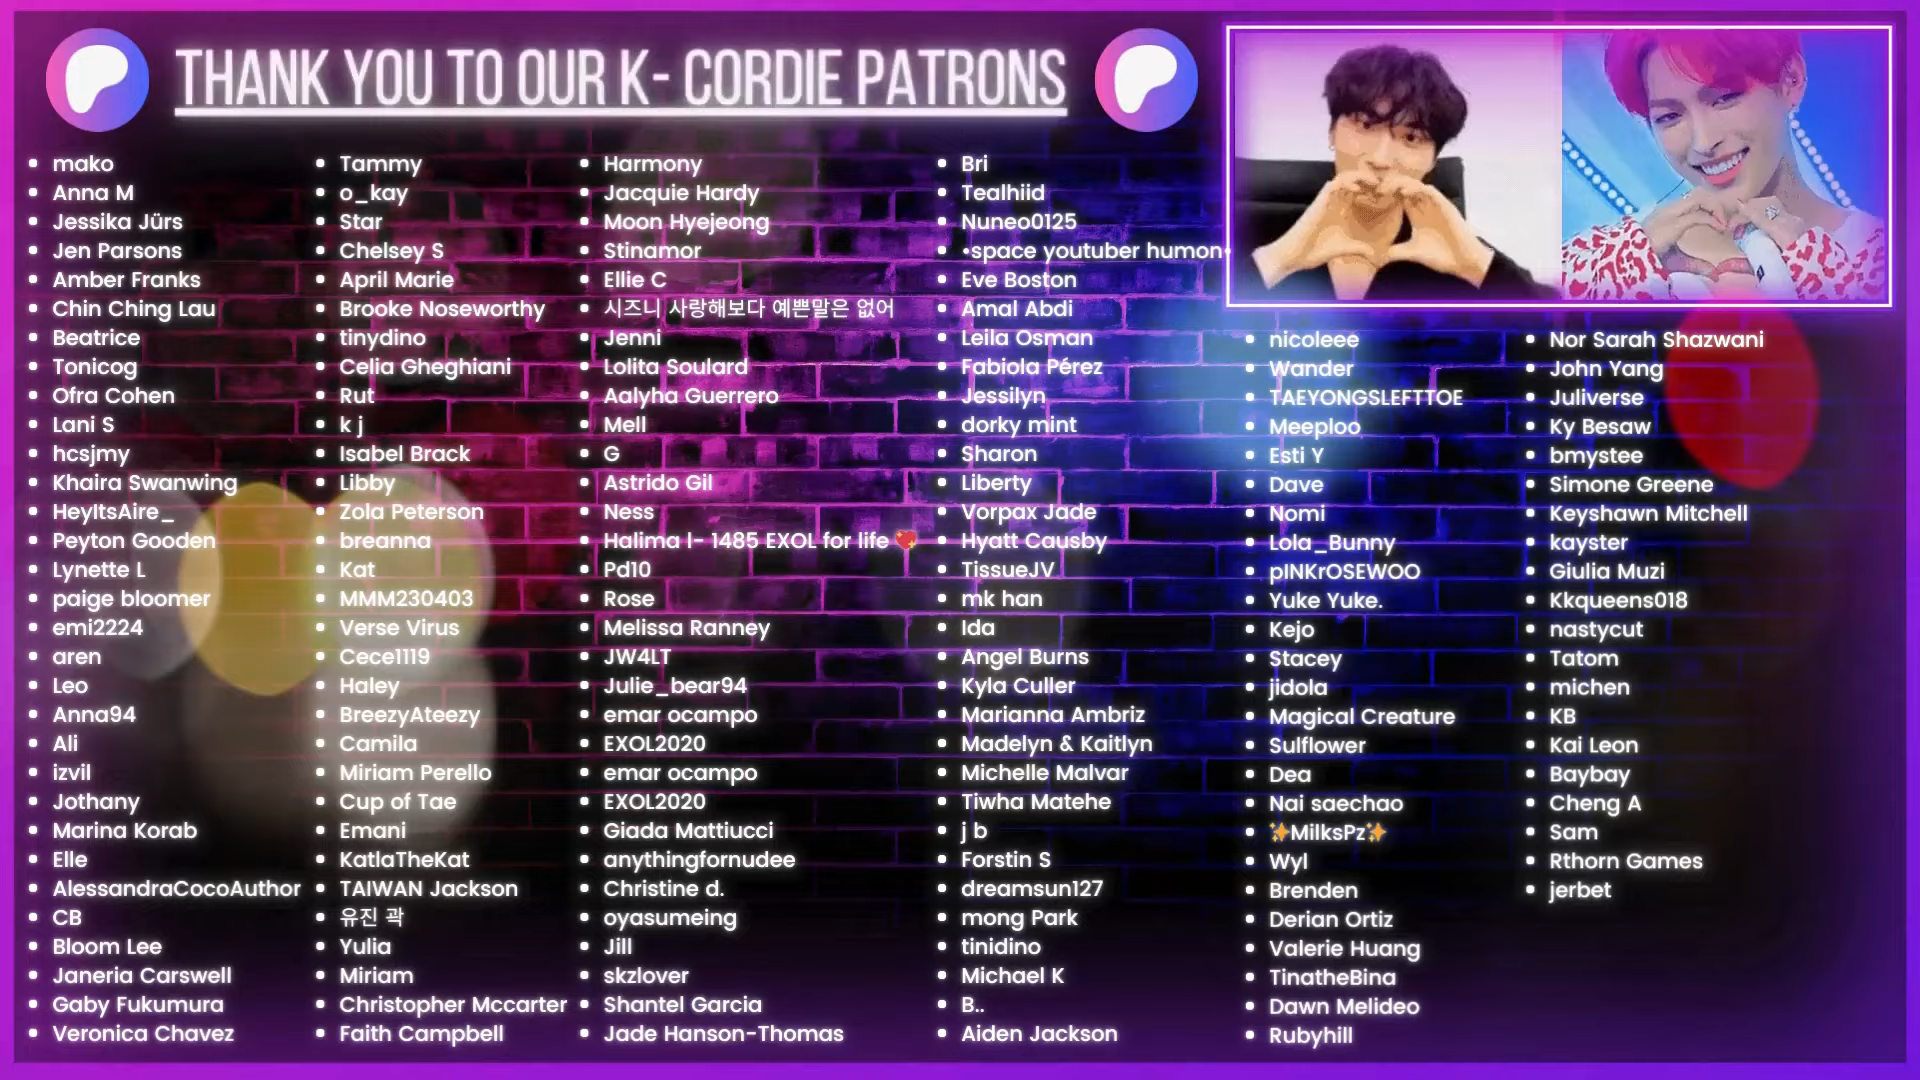 THANK YOU TO OUR K- CORDIE PATRONS
mako
Anna M
Jessika Jürs
Jen Parsons
Amber Franks
Chin Ching Lau
Beatrice
Tonicog
Ofra Cohen
Lani S
hcsjmy
Khaira Swanwing
HeyItsAire_
Peyton Gooden
Lynette L
paige bloomer
emi2224
aren
Leo
Anna94
Ali
izvil
Jothany
Marina Korab
Elle
AlessandraCocoAuthor
CB
Bloom Lee
Janeria Carswell
Gaby Fukumura
Veronica Chavez
Tammy
o_kay
Star
Chelsey S
April Marie
Brooke Noseworthy
tinydino
Celia Gheghiani
Rut
k j
Isabel Brack
Libby
Zola Peterson
breanna
Kat
MMM230403
Verse Virus
Cece1119
Haley
BreezyAteezy
Camila
Miriam Perello
Cup of Tae
Emani
KatlaTheKat
TAIWAN Jackson
유진 곽
Yulia
Miriam
Christopher Mccarter
Faith Campbell
Harmony
Jacquie Hardy
Moon Hyejeong
Stinamor
Ellie C
시즈니 사랑해보다 예쁜말은 없어
Jenni
Lolita Soulard
Aalyha Guerrero
Mell
G
Astrido Gil
Ness
Halima l- 1485 EXOL for life 💖
Pd10
Rose
Melissa Ranney
JW4LT
Julie_bear94
emar ocampo
EXOL2020
emar ocampo
EXOL2020
Giada Mattiucci
anythingfornudee
Christine d.
oyasumeing
Jill
skzlover
Shantel Garcia
Jade Hanson-Thomas
Bri
Tealhiid
Nuneo0125
•space youtuber humon•
Eve Boston
Amal Abdi
Leila Osman
Fabiola Pérez
Jessilyn
dorky mint
Sharon
Liberty
Vorpax Jade
Hyatt Causby
TissueJV
mk han
Ida
Angel Burns
Kyla Culler
Marianna Ambriz
Madelyn & Kaitlyn
Michelle Malvar
Tiwha Matehe
j b
Forstin S
dreamsun127
mong Park
tinidino
Michael K
B..
Aiden Jackson
nicoleee
Wander
TAEYONGSLEFTTOE
Meeploo
Esti Y
Dave
Nomi
Lola_Bunny
pINKrOSEWOO
Yuke Yuke.
Kejo
Stacey
jidola
Magical Creature
Sulflower
Dea
Nai saechao
✨MilksPz✨
Wyl
Brenden
Derian Ortiz
Valerie Huang
TinatheBina
Dawn Melideo
Rubyhill
Nor Sarah Shazwani
John Yang
Juliverse
Ky Besaw
bmystee
Simone Greene
Keyshawn Mitchell
kayster
Giulia Muzi
Kkqueens018
nastycut
Tatom
michen
KB
Kai Leon
Baybay
Cheng A
Sam
Rthorn Games
jerbet